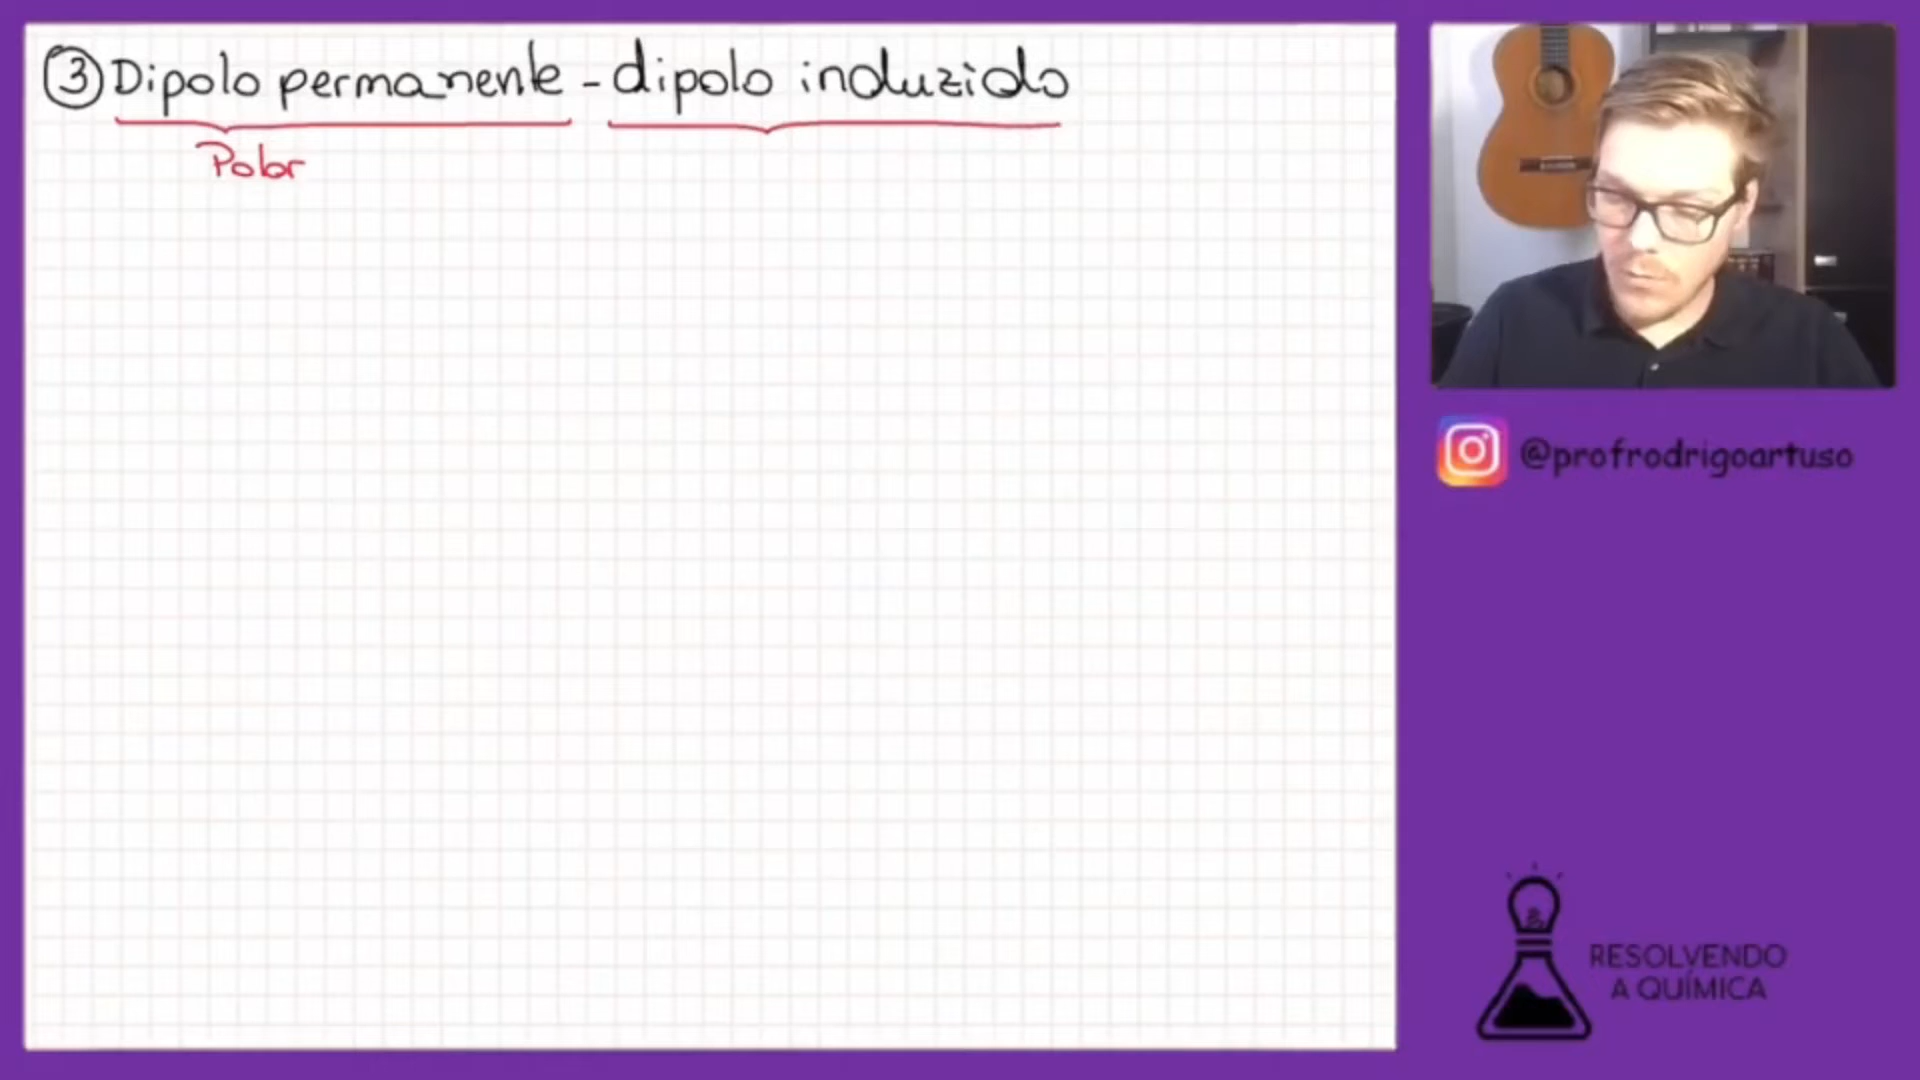 ③ Dipolo permanente - dipolo induzido
Polar
@profrodrigoartuso
RESOLVENDO
A QUÍMICA